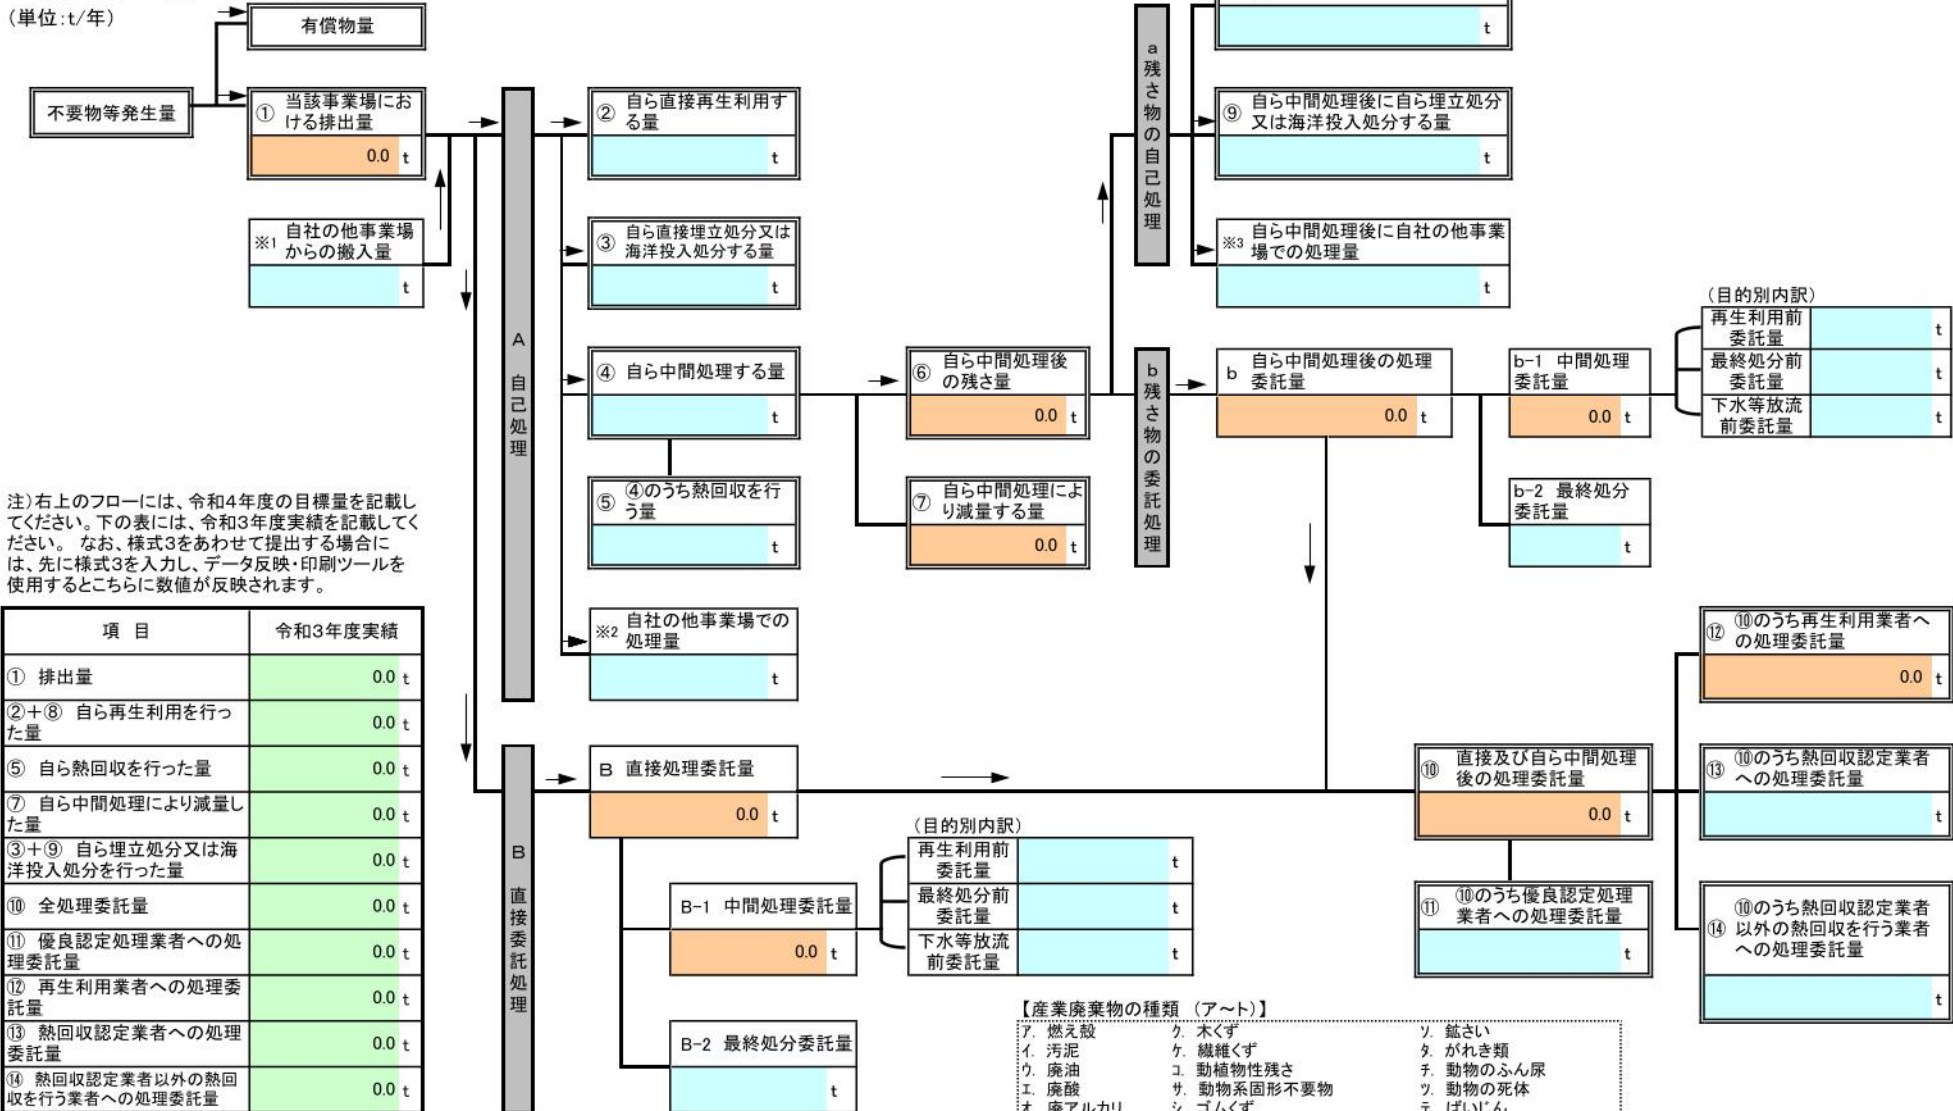 (単位:t/年)
有償物量
不要物等発生量
① 当該事業場にお
ける排出量
0.0 t
※1 自社の他事業場
からの搬入量
t
A 自己処理
② 自ら直接再生利用す
る量
t
③ 自ら直接埋立処分又は
海洋投入処分する量
t
④ 自ら中間処理する量
t
⑤ ④のうち熱回収を行
う量
t
※2 自社の他事業場での
処理量
t
⑥ 自ら中間処理後
の残さ量
0.0 t
⑦ 自ら中間処理によ
り減量する量
0.0 t
a 残さ物の自己処理
t
⑨ 自ら中間処理後に自ら埋立処分
又は海洋投入処分する量
t
※3 自ら中間処理後に自社の他事業
場での処理量
t
b 残さ物の委託処理
b 自ら中間処理後の処理
委託量
0.0 t
b-1 中間処理
委託量
0.0 t
(目的別内訳)
再生利用前
委託量
t
最終処分前
委託量
t
下水等放流
前委託量
t
b-2 最終処分
委託量
t
注)右上のフローには、令和4年度の目標量を記載し
てください。下の表には、令和3年度実績を記載してく
ださい。 なお、様式3をあわせて提出する場合に
は、先に様式3を入力し、データ反映・印刷ツールを
使用するとこちらに数値が反映されます。
項 目 令和3年度実績
① 排出量 0.0 t
②+⑧ 自ら再生利用を行っ
た量
0.0 t
⑤ 自ら熱回収を行った量 0.0 t
⑦ 自ら中間処理により減量し
た量
0.0 t
③+⑨ 自ら埋立処分又は海
洋投入処分を行った量
0.0 t
⑩ 全処理委託量 0.0 t
⑪ 優良認定処理業者への処
理委託量
0.0 t
⑫ 再生利用業者への処理委
託量
0.0 t
⑬ 熱回収認定業者への処理
委託量
0.0 t
⑭ 熱回収認定業者以外の熱回
収を行う業者への処理委託量
0.0 t
B 直接委託処理
B 直接処理委託量
0.0 t
B-1 中間処理委託量
0.0 t
(目的別内訳)
再生利用前
委託量
t
最終処分前
委託量
t
下水等放流
前委託量
t
B-2 最終処分委託量
t
⑩ 直接及び自ら中間処理
後の処理委託量
0.0 t
⑪ ⑩のうち優良認定処理
業者への処理委託量
t
⑫ ⑩のうち再生利用業者へ
の処理委託量
0.0 t
⑬ ⑩のうち熱回収認定業者
への処理委託量
t
⑭ ⑩のうち熱回収認定業者
以外の熱回収を行う業者
への処理委託量
t
【産業廃棄物の種類 (ア~ト)】
ア. 燃え殻 ク. 木くず ソ. 鉱さい
イ. 汚泥 ケ. 繊維くず タ. がれき類
ウ. 廃油 コ. 動植物性残さ チ. 動物のふん尿
エ. 廃酸 サ. 動物系固形不要物 ツ. 動物の死体
オ. 廃アルカリ シ. ゴムくず テ. ばいじん